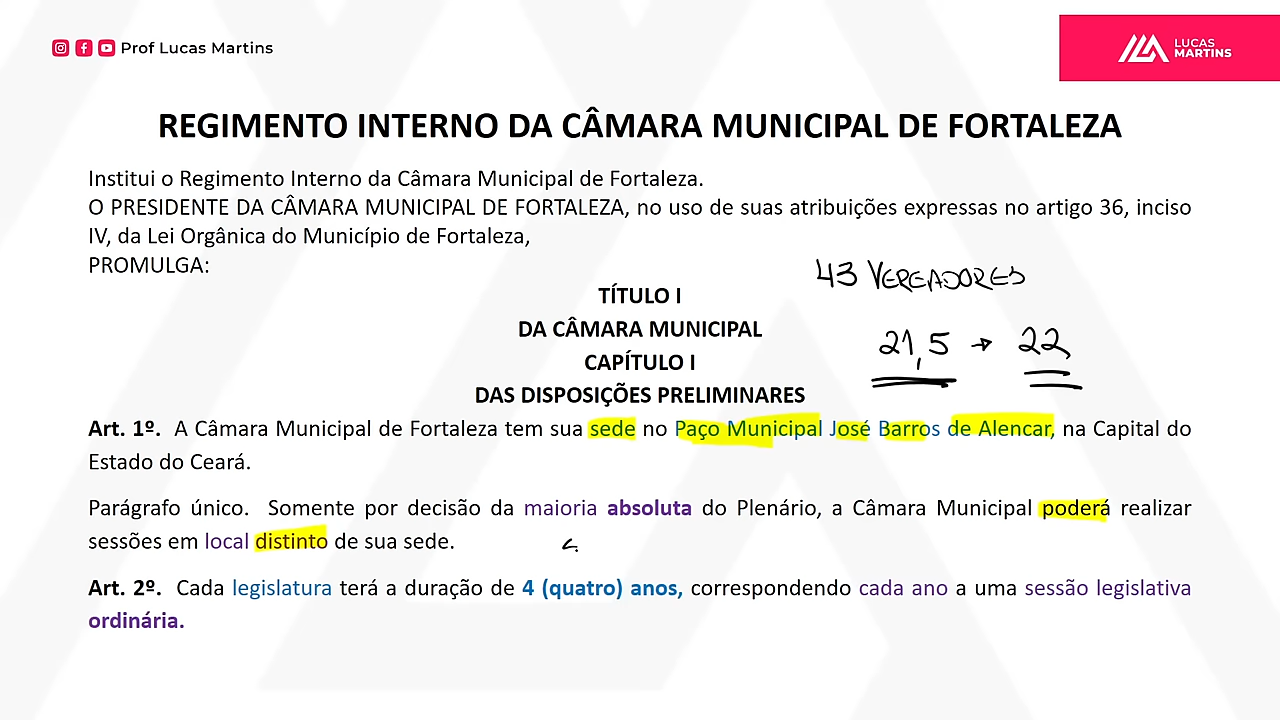 Prof Lucas Martins
LUCAS
MARTINS
REGIMENTO INTERNO DA CÂMARA MUNICIPAL DE FORTALEZA
Institui o Regimento Interno da Câmara Municipal de Fortaleza.
O PRESIDENTE DA CÂMARA MUNICIPAL DE FORTALEZA, no uso de suas atribuições expressas no artigo 36, inciso
IV, da Lei Orgânica do Município de Fortaleza,
PROMULGA:
43 VEREADORES
TÍTULO I
DA CÂMARA MUNICIPAL
21,5 → 22
CAPÍTULO I
DAS DISPOSIÇÕES PRELIMINARES
Art. 1º. A Câmara Municipal de Fortaleza tem sua sede no Paço Municipal José Barros de Alencar, na Capital do
Estado do Ceará.
Parágrafo único. Somente por decisão da maioria absoluta do Plenário, a Câmara Municipal poderá realizar
sessões em local distinto de sua sede.
Art. 2º. Cada legislatura terá a duração de 4 (quatro) anos, correspondendo cada ano a uma sessão legislativa
ordinária.